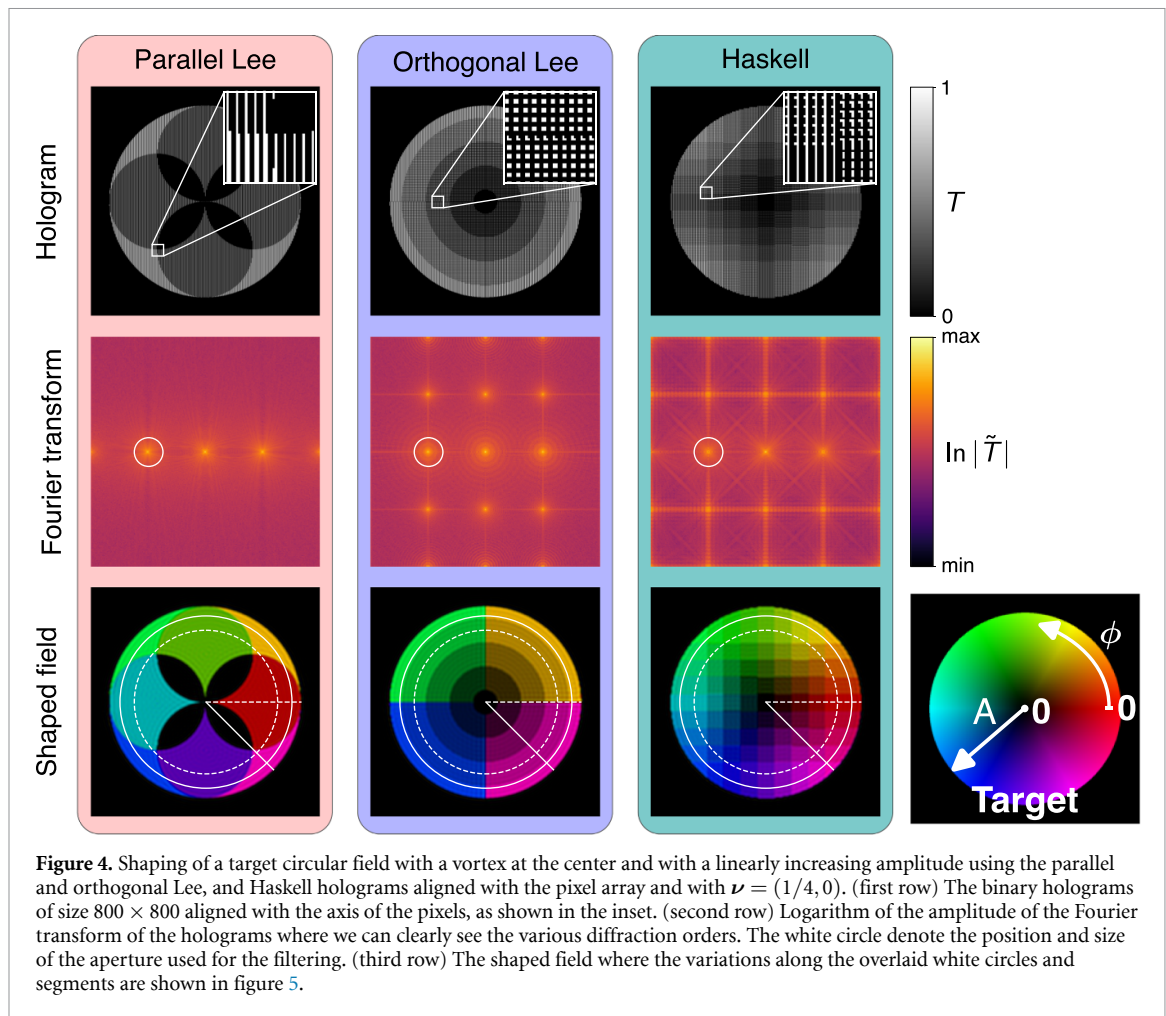 Parallel Lee
Orthogonal Lee
Haskell
Hologram
1
T
0
Fourier transform
max
ln |T̃|
min
Shaped field
ϕ
A
0
0
Target
Figure 4. Shaping of a target circular field with a vortex at the center and with a linearly increasing amplitude using the parallel
and orthogonal Lee, and Haskell holograms aligned with the pixel array and with ν = (1/4, 0). (first row) The binary holograms
of size 800 × 800 aligned with the axis of the pixels, as shown in the inset. (second row) Logarithm of the amplitude of the Fourier
transform of the holograms where we can clearly see the various diffraction orders. The white circle denote the position and size
of the aperture used for the filtering. (third row) The shaped field where the variations along the overlaid white circles and
segments are shown in figure 5.